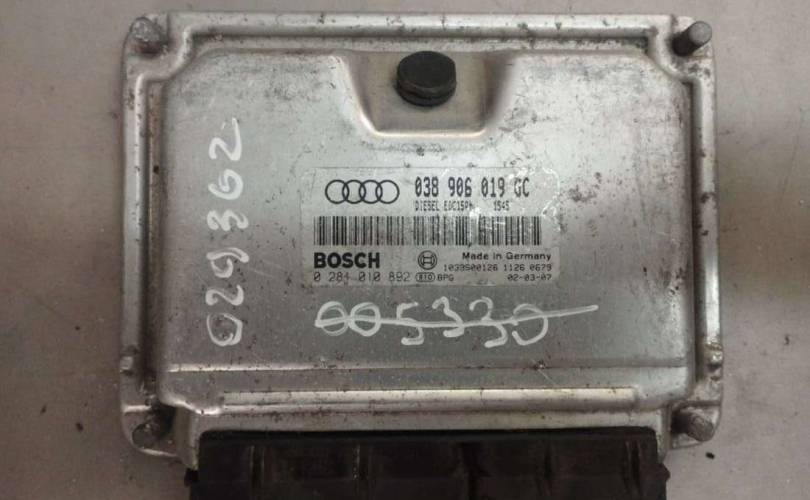 029362
038 906 019 GC
DIESEL EDC15P+ 1545
BOSCH
Made in Germany
1039S00126 1126 0679
0 281 010 892 BPG 02-03-07
005330